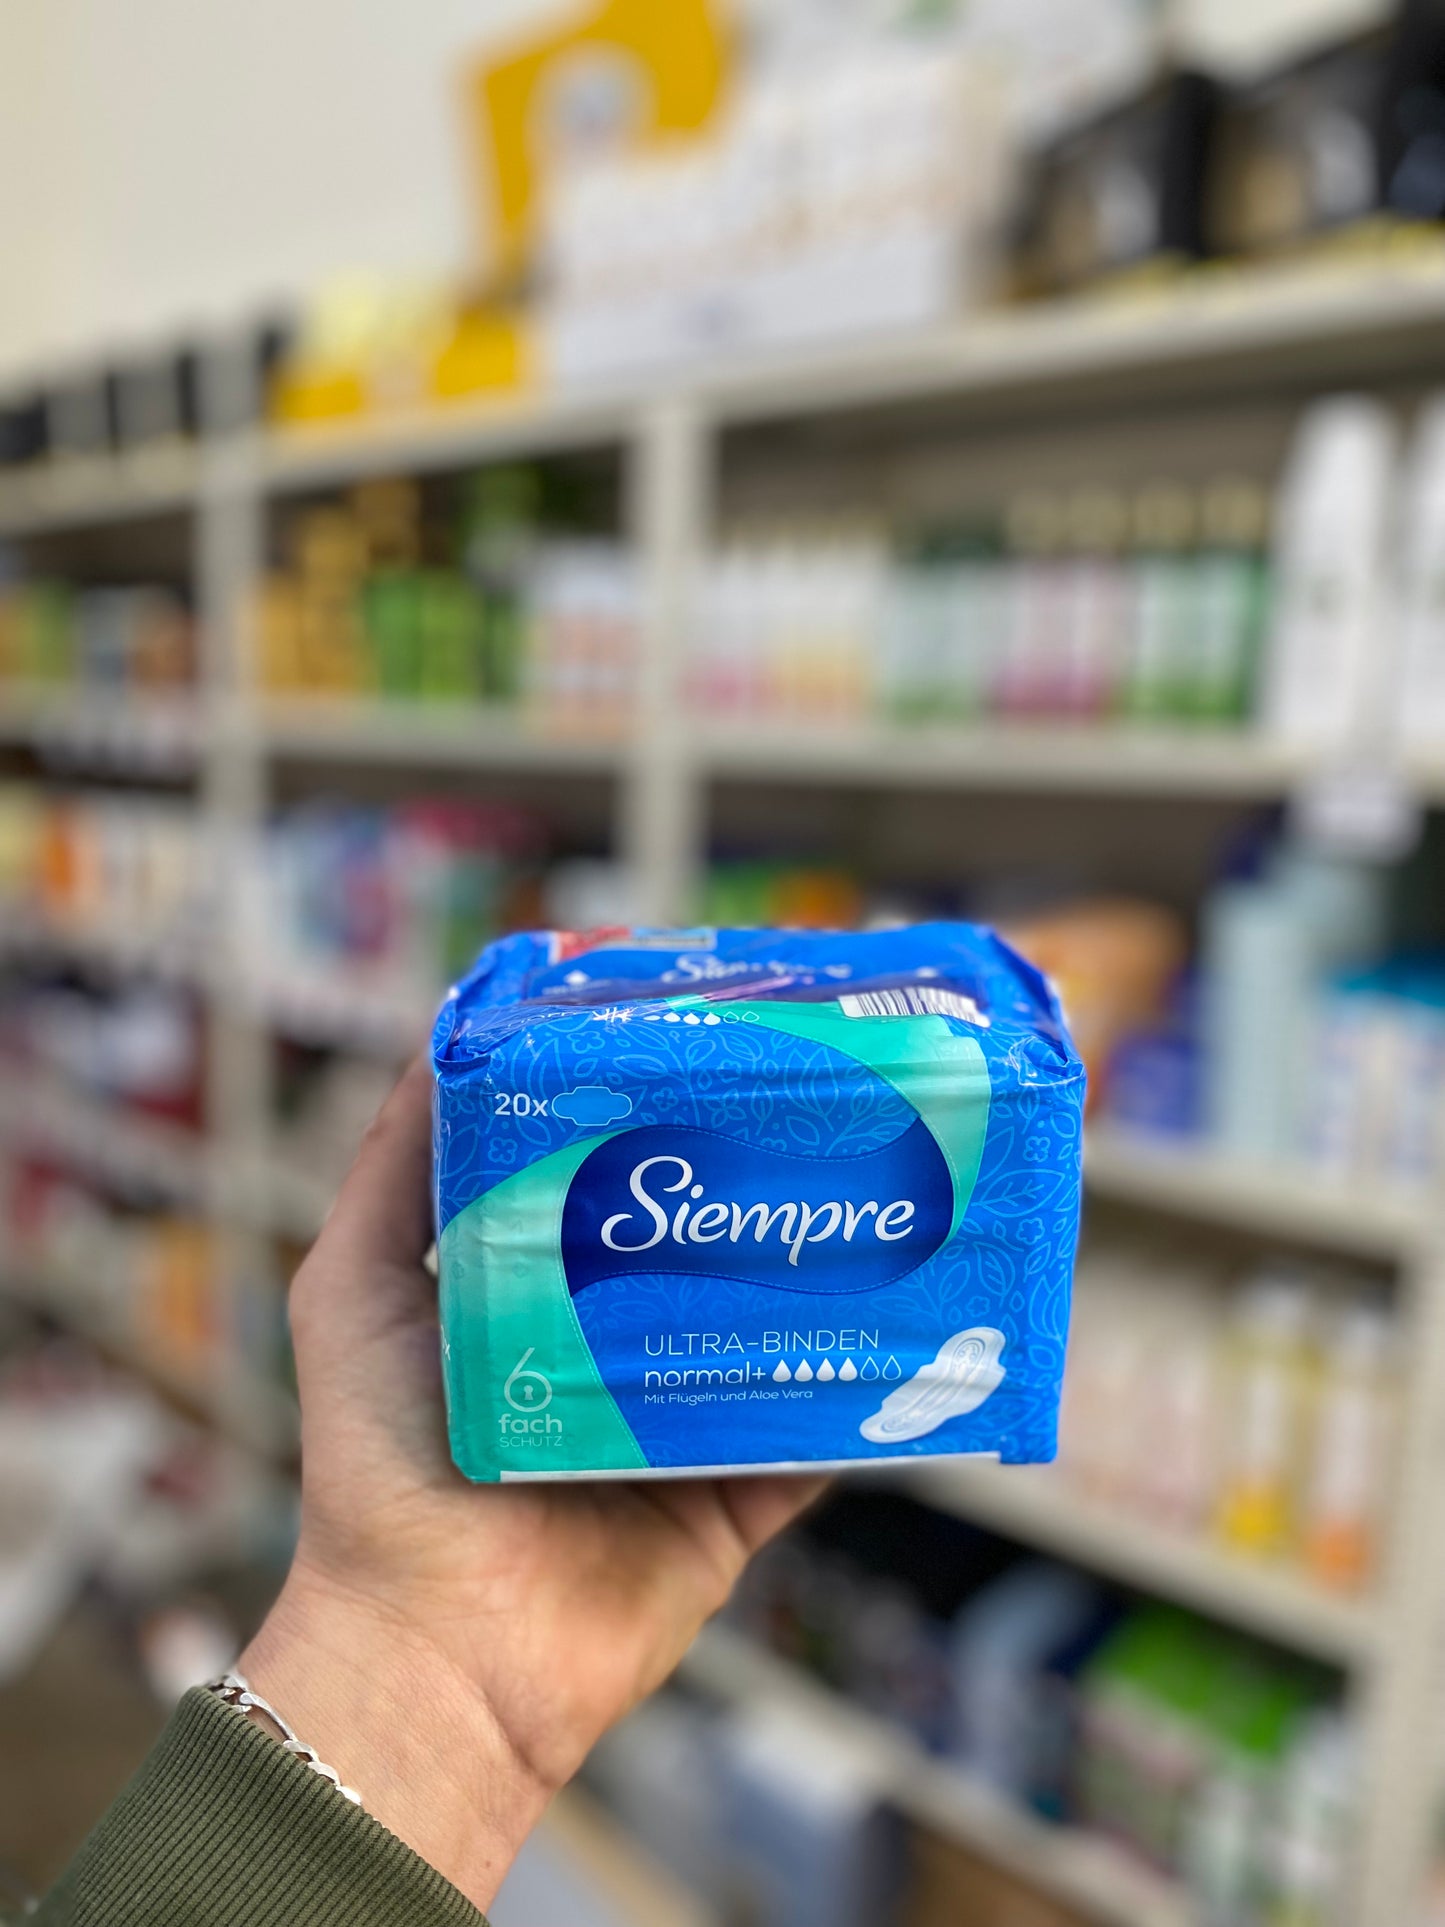 20x
Siempre
ULTRA-BINDEN
normal+
Mit Flügeln und Aloe Vera
6
fach
SCHUTZ